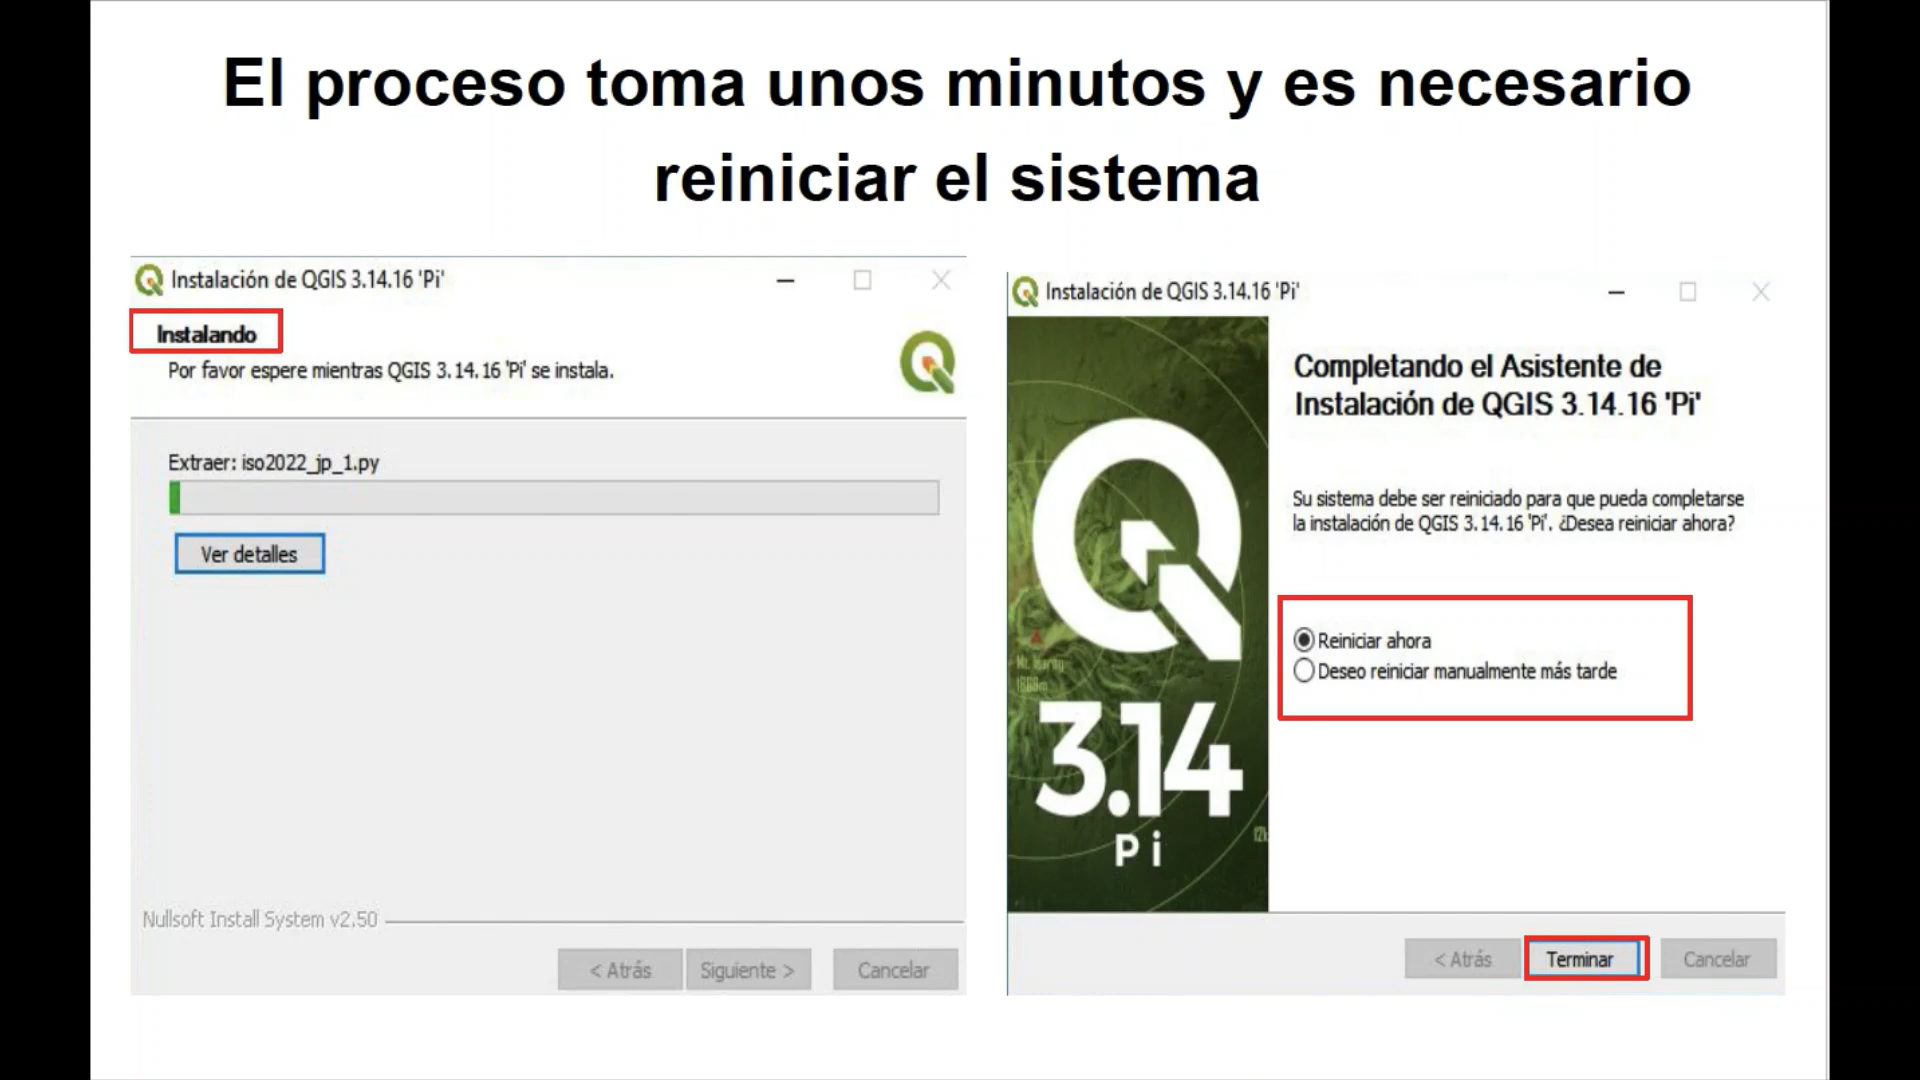 El proceso toma unos minutos y es necesario
reiniciar el sistema
Instalación de QGIS 3.14.16 'Pi'
Instalando
Por favor espere mientras QGIS 3.14.16 'Pi' se instala.
Extraer: iso2022_jp_1.py
Ver detalles
Nullsoft Install System v2.50
< Atrás
Siguiente >
Cancelar
Instalación de QGIS 3.14.16 'Pi'
Completando el Asistente de
Instalación de QGIS 3.14.16 'Pi'
Su sistema debe ser reiniciado para que pueda completarse
la instalación de QGIS 3.14.16 'Pi'. ¿Desea reiniciar ahora?
Reiniciar ahora
Deseo reiniciar manualmente más tarde
3.14
Pi
< Atrás
Terminar
Cancelar